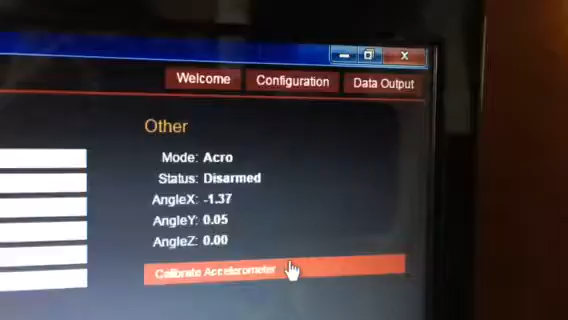 Welcome Configuration Data Output
Other
Mode: Acro
Status: Disarmed
AngleX: -1.37
AngleY: 0.05
AngleZ: 0.00
Calibrate Accelerometer